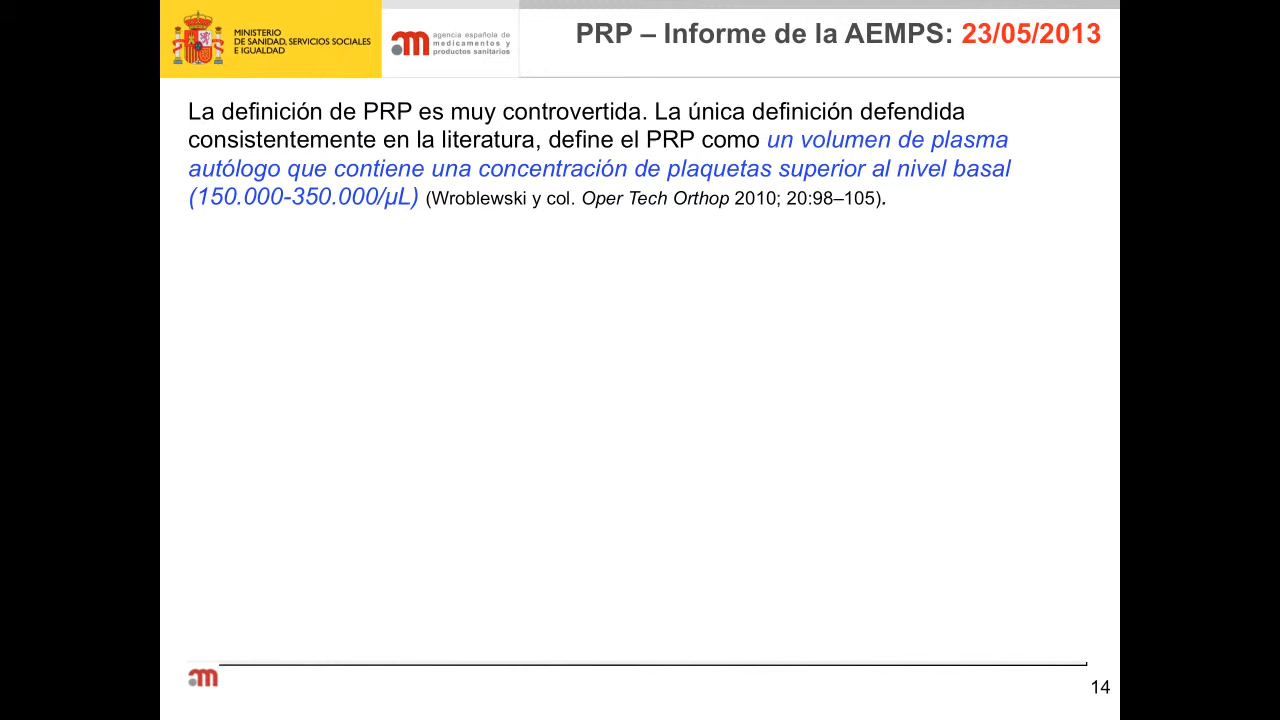 MINISTERIO
DE SANIDAD, SERVICIOS SOCIALES
E IGUALDAD
agencia española de
medicamentos y
productos sanitarios
PRP – Informe de la AEMPS: 23/05/2013
La definición de PRP es muy controvertida. La única definición defendida
consistentemente en la literatura, define el PRP como un volumen de plasma
autólogo que contiene una concentración de plaquetas superior al nivel basal
(150.000-350.000/µL) (Wroblewski y col. Oper Tech Orthop 2010; 20:98–105).
14